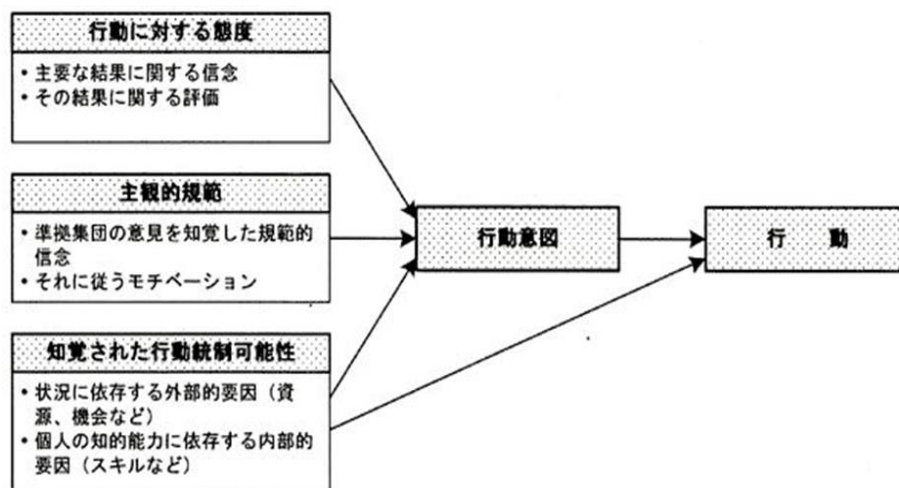 行動に対する態度
• 主要な結果に関する信念
• その結果に関する評価
主観的規範
• 準拠集団の意見を知覚した規範的
信念
• それに従うモチベーション
知覚された行動統制可能性
• 状況に依存する外部的要因（資
源、機会など）
• 個人の知的能力に依存する内部的
要因（スキルなど）
行動意図
行　動